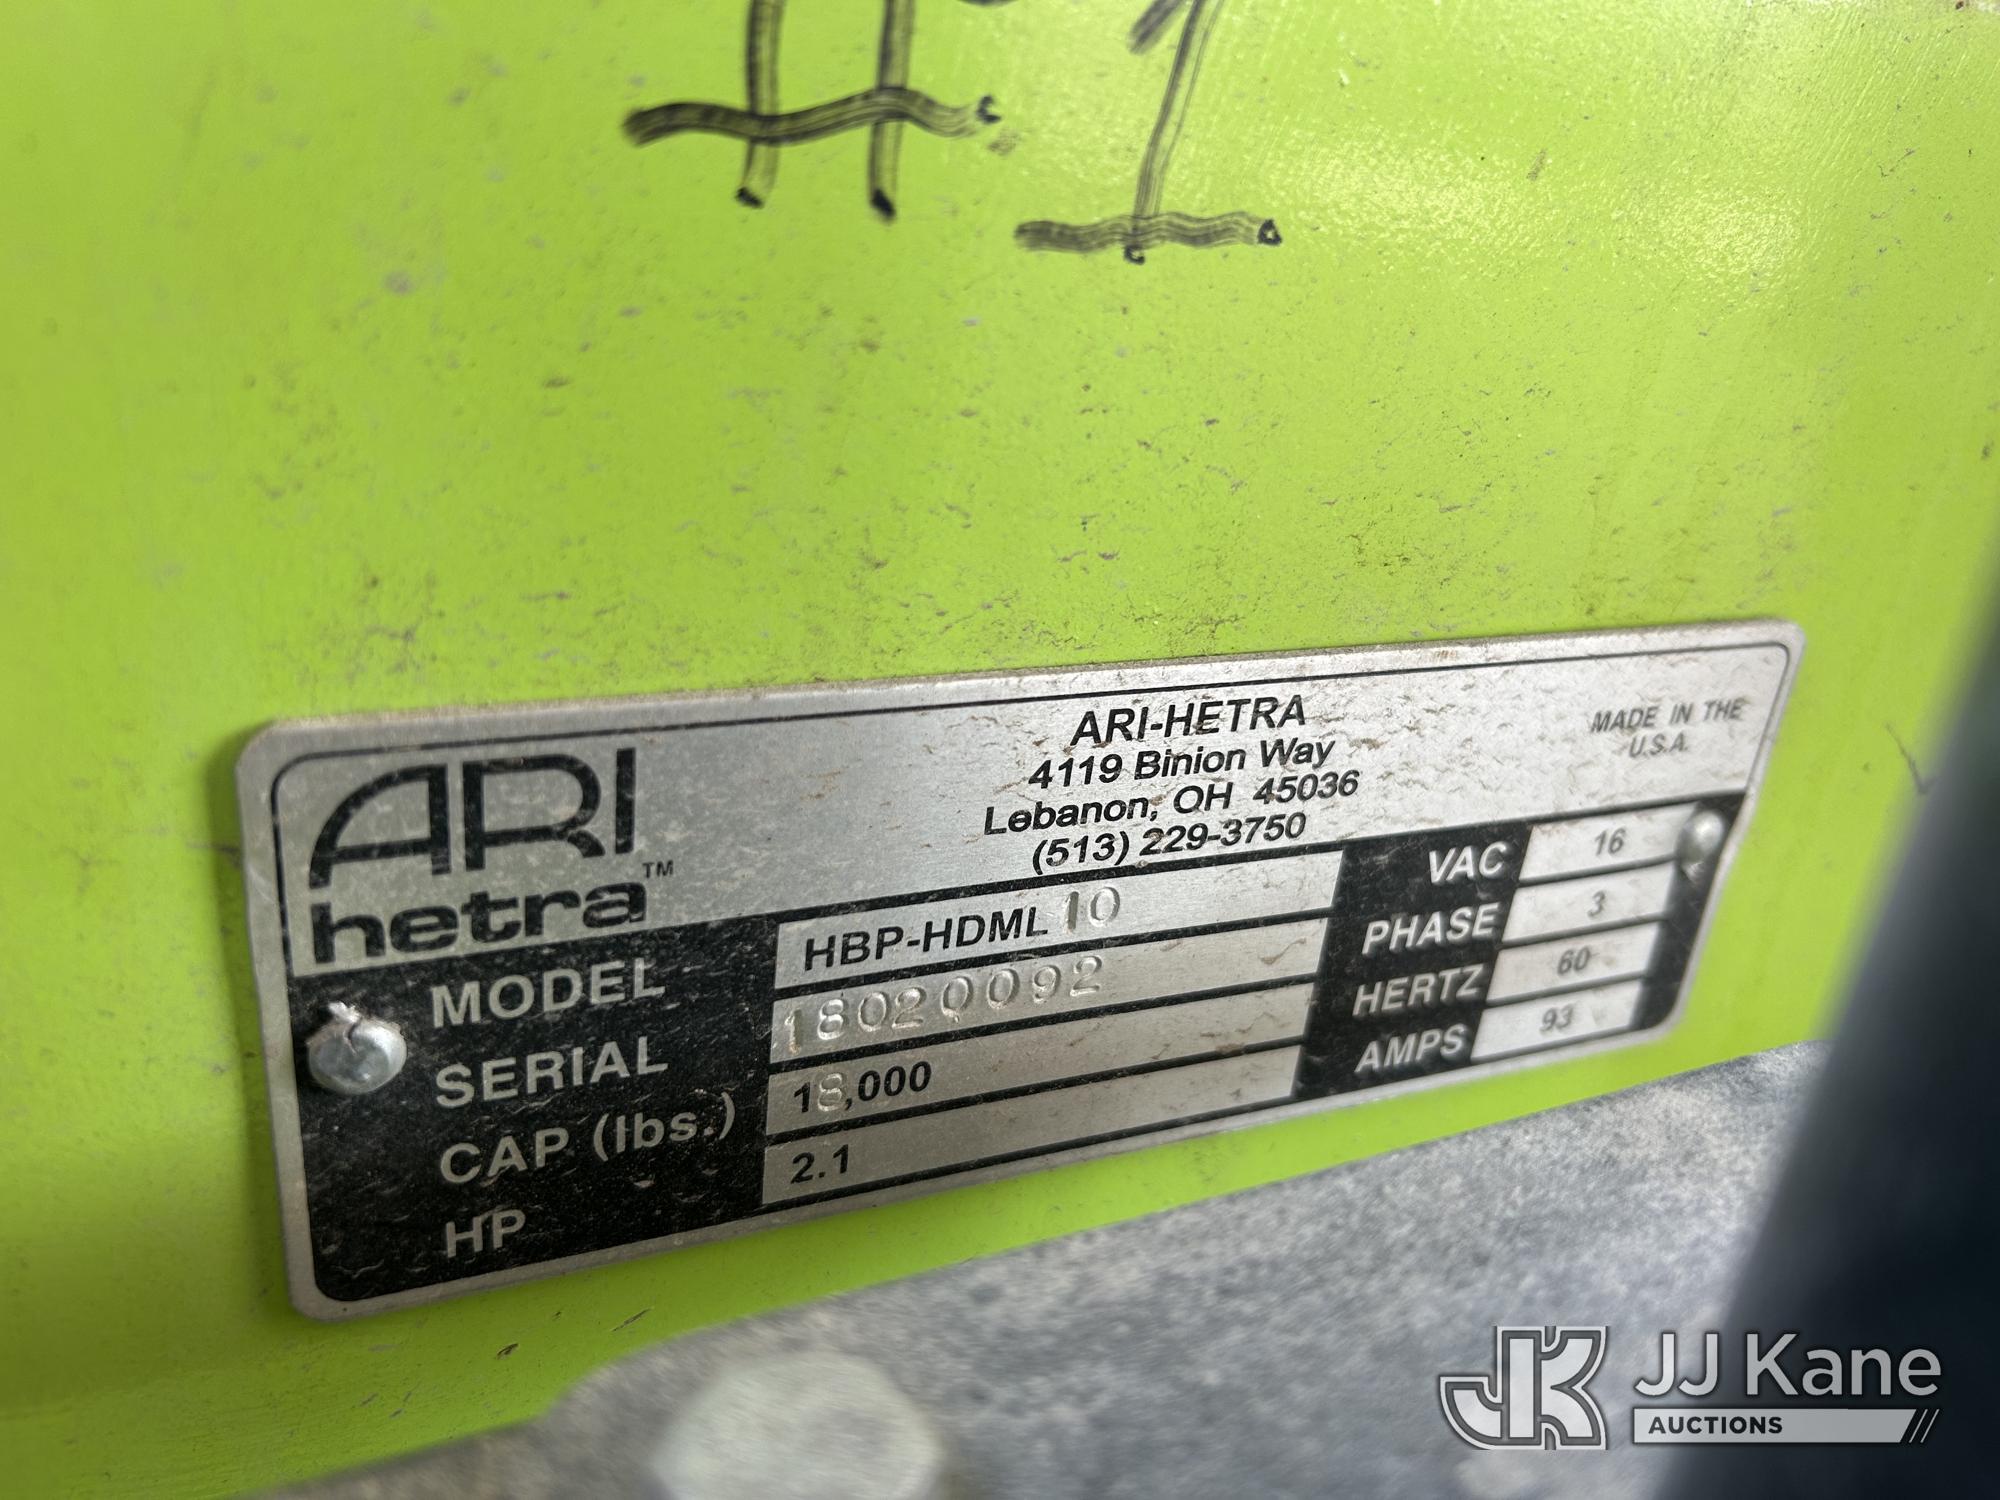 #1
ARI
hetra™
ARI-HETRA
4119 Binion Way
Lebanon, OH 45036
(513) 229-3750
MADE IN THE
U.S.A.
MODEL HBP-HDML10
SERIAL 18020092
CAP (lbs.) 18,000
HP 2.1
VAC 16
PHASE 3
HERTZ 60
AMPS 93
JJ Kane
AUCTIONS